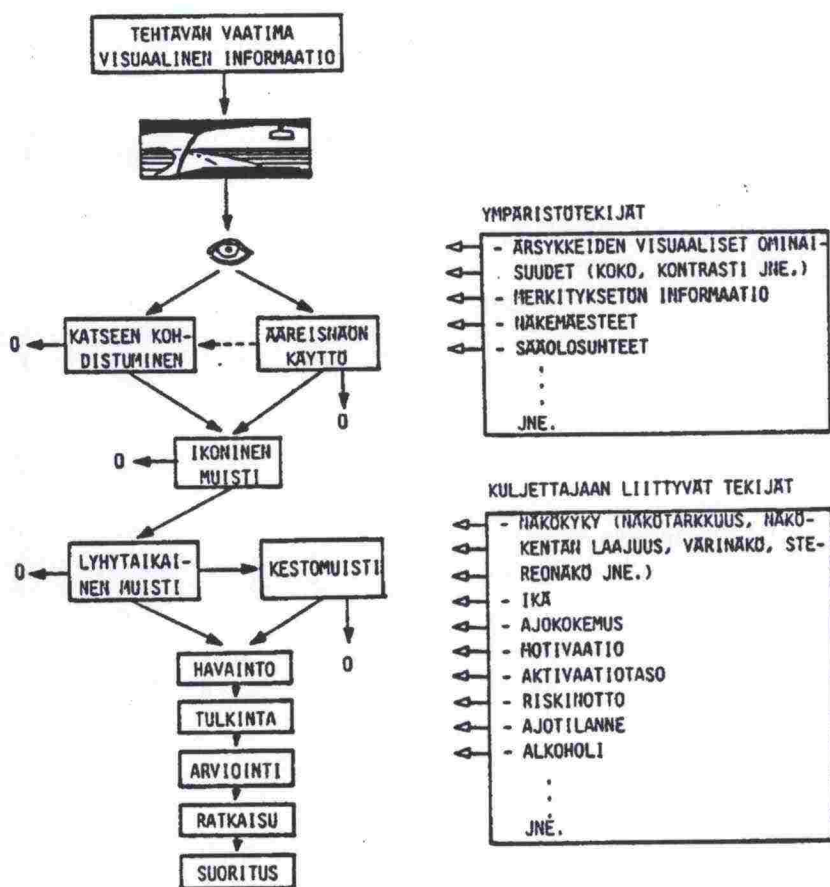 TEHTÄVÄN VAATIMA
VISUAALINEN INFORMAATIO
KATSEEN KOH-
DISTUMINEN
ÄÄREISNÄÖN
KÄYTTÖ
0
0
IKONINEN
MUISTI
0
LYHYTAIKAI-
NEN MUISTI
KESTOMUISTI
0
0
HAVAINTO
TULKINTA
ARVIOINTI
RATKAISU
SUORITUS
YMPÄRISTÖTEKIJÄT
- ÄRSYKKEIDEN VISUAALISET OMINAI-
SUUDET (KOKO, KONTRASTI JNE.)
- MERKITYKSETÖN INFORMAATIO
- NÄKEMÄESTEET
- SÄÄOLOSUHTEET
.
.
.
JNE.
KULJETTAJAAN LIITTYVÄT TEKIJÄT
- NÄKÖKYKY (NÄKÖTARKKUUS, NÄKÖ-
KENTÄN LAAJUUS, VÄRINÄKÖ, STE-
REONÄKÖ JNE.)
- IKÄ
- AJOKOKEMUS
- MOTIVAATIO
- AKTIVAATIOTASO
- RISKINOTTO
- AJOTILANNE
- ALKOHOLI
.
.
.
JNE.